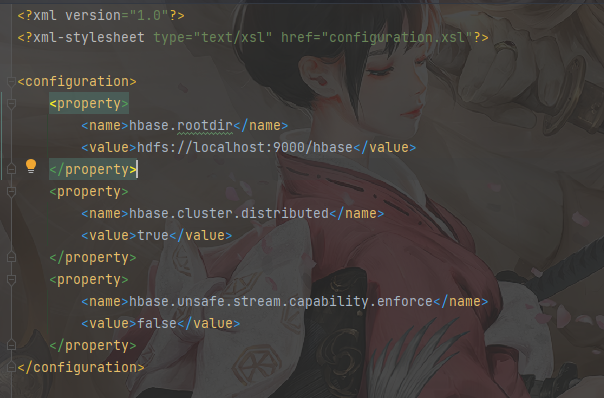 <?xml version="1.0"?>
<?xml-stylesheet type="text/xsl" href="configuration.xsl"?>
<configuration>
<property>
<name>hbase.rootdir</name>
<value>hdfs://localhost:9000/hbase</value>
</property>
<property>
<name>hbase.cluster.distributed</name>
<value>true</value>
</property>
<property>
<name>hbase.unsafe.stream.capability.enforce</name>
<value>false</value>
</property>
</configuration>